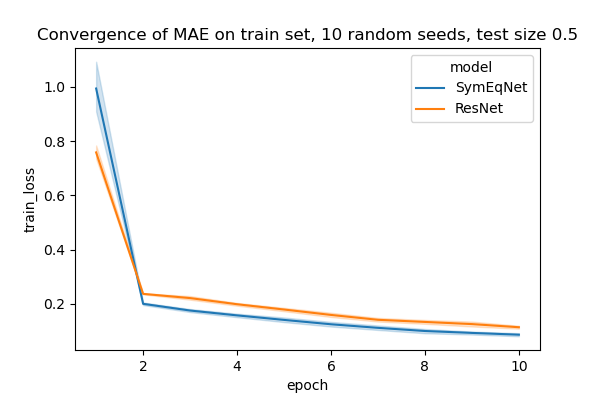 Convergence of MAE on train set, 10 random seeds, test size 0.5
model
SymEqNet
ResNet
train_loss
1.0
0.8
0.6
0.4
0.2
2 4 6 8 10
epoch